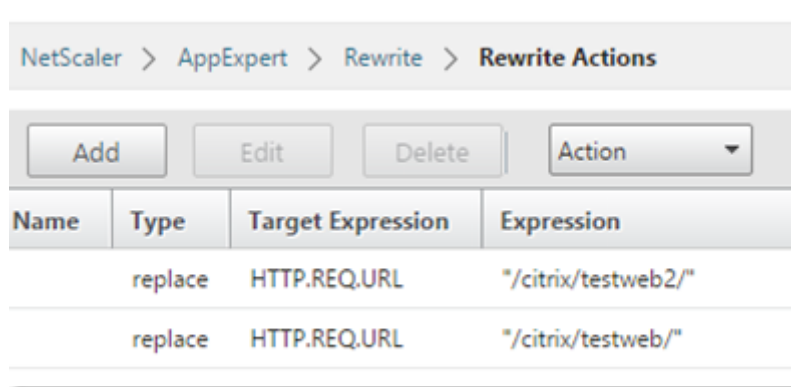 NetScaler > AppExpert > Rewrite > Rewrite Actions
Add Edit Delete Action
Name Type Target Expression Expression
replace HTTP.REQ.URL "/citrix/testweb2/"
replace HTTP.REQ.URL "/citrix/testweb/"